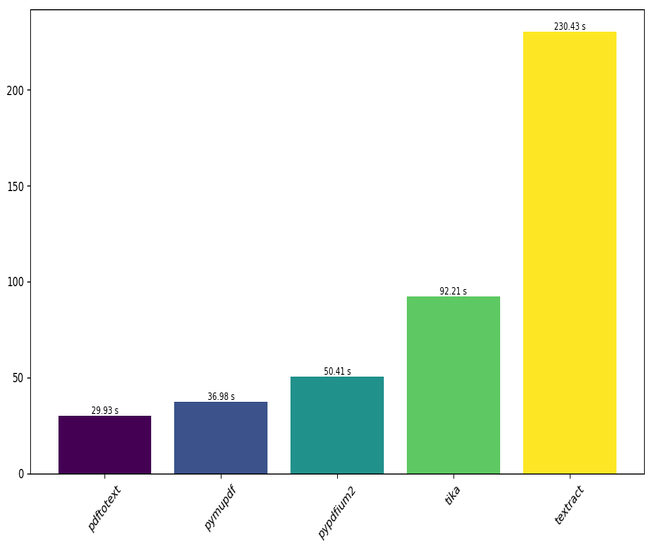 230.43 s
200
150
100
92.21 s
50
50.41 s
36.98 s
29.93 s
0
pdftotext
pymupdf
pypdfium2
tika
textract